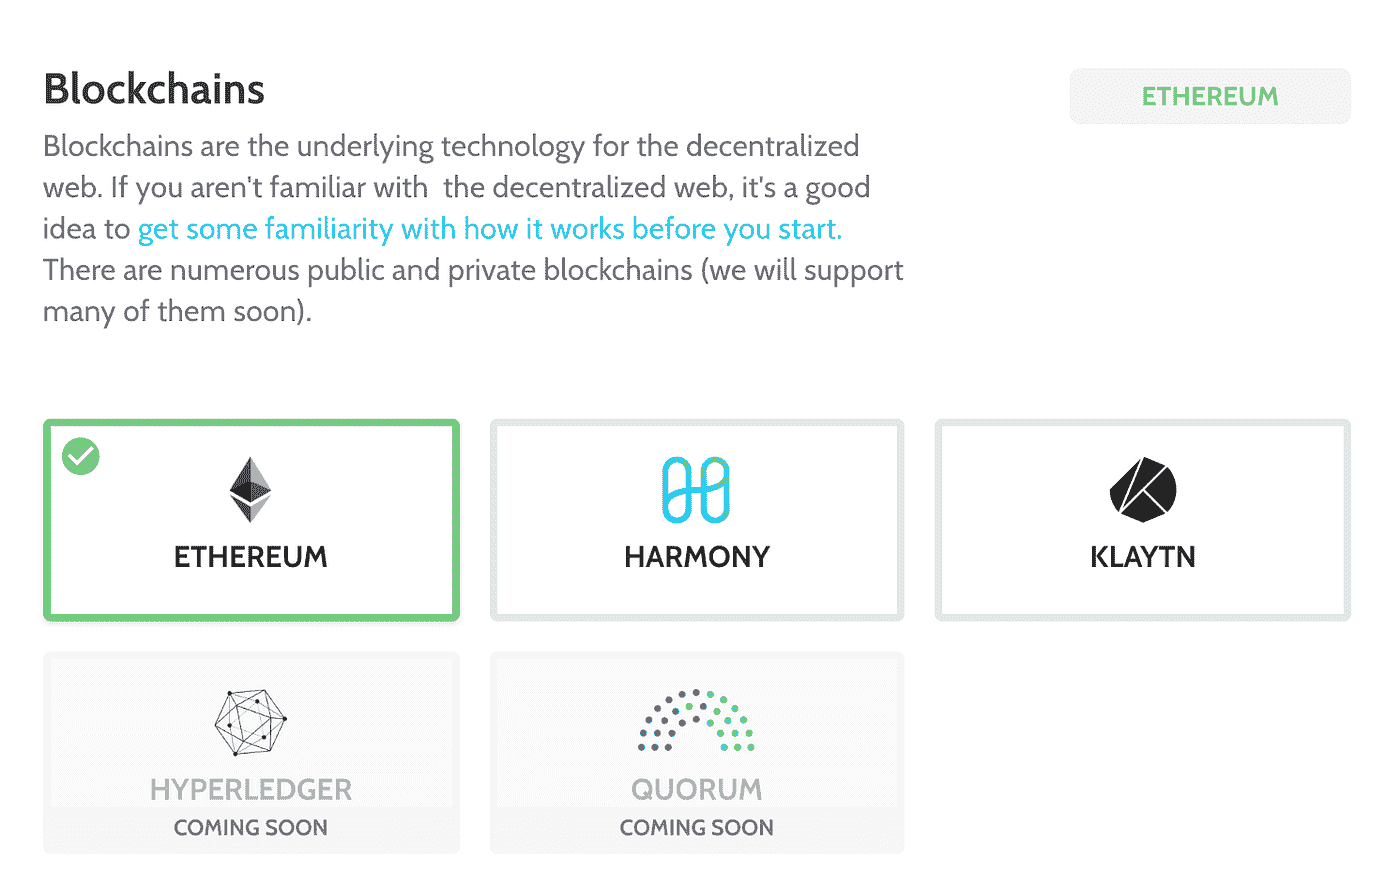 Blockchains
ETHEREUM
Blockchains are the underlying technology for the decentralized
web. If you aren't familiar with  the decentralized web, it's a good
idea to get some familiarity with how it works before you start.
There are numerous public and private blockchains (we will support
many of them soon).
ETHEREUM
HARMONY
KLAYTN
HYPERLEDGER
COMING SOON
QUORUM
COMING SOON